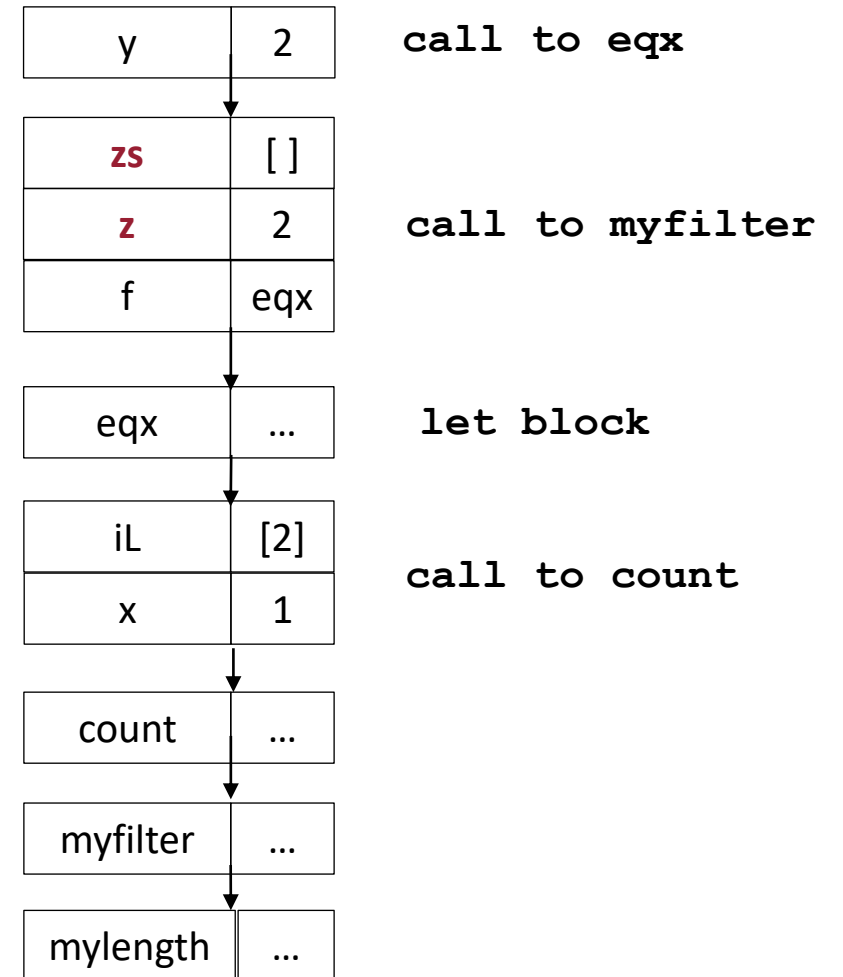 y 2 call to eqx
zs [ ]
z 2 call to myfilter
f eqx
eqx … let block
iL [2]
call to count
x 1
count …
myfilter …
mylength …